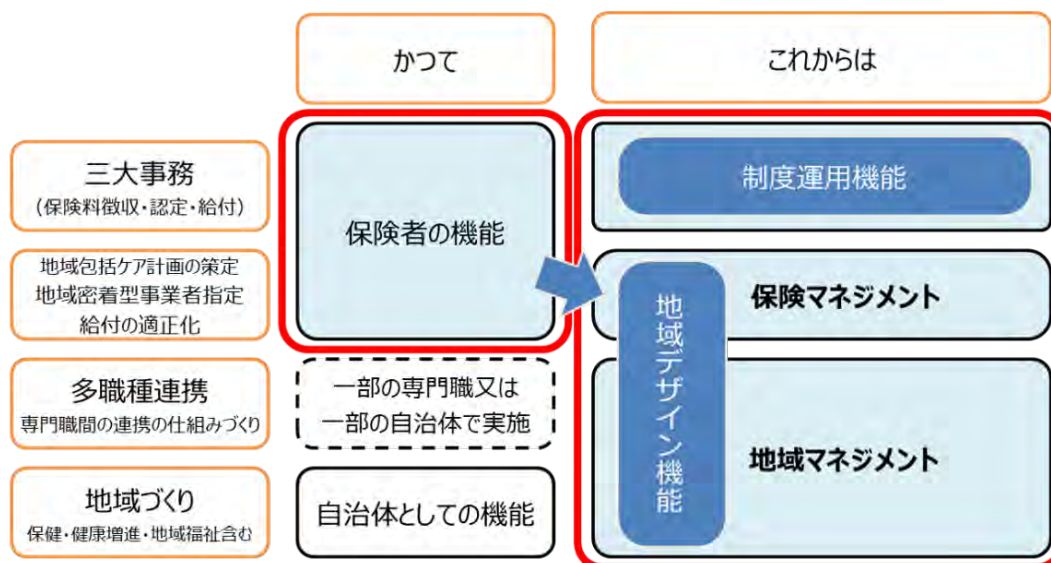 かつて
これからは
三大事務
(保険料徴収・認定・給付)
保険者の機能
制度運用機能
地域包括ケア計画の策定
地域密着型事業者指定
給付の適正化
保険マネジメント
地域デザイン機能
多職種連携
専門職間の連携の仕組みづくり
一部の専門職又は
一部の自治体で実施
地域マネジメント
地域づくり
保健・健康増進・地域福祉含む
自治体としての機能